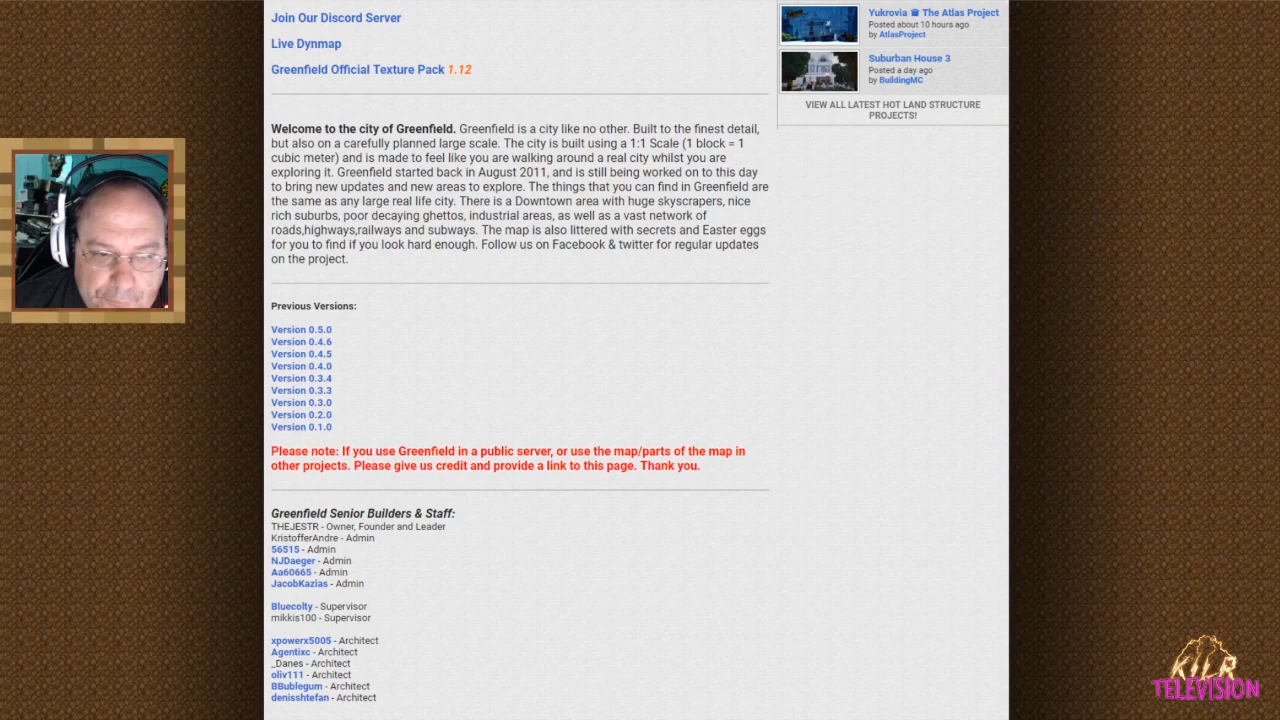 Join Our Discord Server
Live Dynmap
Greenfield Official Texture Pack 1.12
Welcome to the city of Greenfield. Greenfield is a city like no other. Built to the finest detail,
but also on a carefully planned large scale. The city is built using a 1:1 Scale (1 block = 1
cubic meter) and is made to feel like you are walking around a real city whilst you are
exploring it. Greenfield started back in August 2011, and is still being worked on to this day
to bring new updates and new areas to explore. The things that you can find in Greenfield are
the same as any large real life city. There is a Downtown area with huge skyscrapers, nice
rich suburbs, poor decaying ghettos, industrial areas, as well as a vast network of
roads,highways,railways and subways. The map is also littered with secrets and Easter eggs
for you to find if you look hard enough. Follow us on Facebook & twitter for regular updates
on the project.
Previous Versions:
Version 0.5.0
Version 0.4.6
Version 0.4.5
Version 0.4.0
Version 0.3.4
Version 0.3.3
Version 0.3.0
Version 0.2.0
Version 0.1.0
Please note: If you use Greenfield in a public server, or use the map/parts of the map in
other projects. Please give us credit and provide a link to this page. Thank you.
Greenfield Senior Builders & Staff:
THEJESTR - Owner, Founder and Leader
KristofferAndre - Admin
56515 - Admin
NJDaeger - Admin
Aa60665 - Admin
JacobKazias - Admin
Bluecolty - Supervisor
mikkis100 - Supervisor
xpowerx5005 - Architect
Agentixc - Architect
_Danes - Architect
oliv111 - Architect
BBublegum - Architect
denisshtefan - Architect
Yukrovia ♛ The Atlas Project
Posted about 10 hours ago
by AtlasProject
Suburban House 3
Posted a day ago
by BuildingMC
VIEW ALL LATEST HOT LAND STRUCTURE
PROJECTS!
KILR
TELEVISION